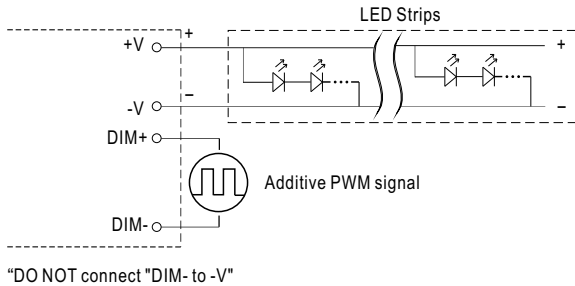 LED Strips
+V
+
+
-V
–
–
DIM+
Additive PWM signal
DIM-
“DO NOT connect "DIM- to -V"